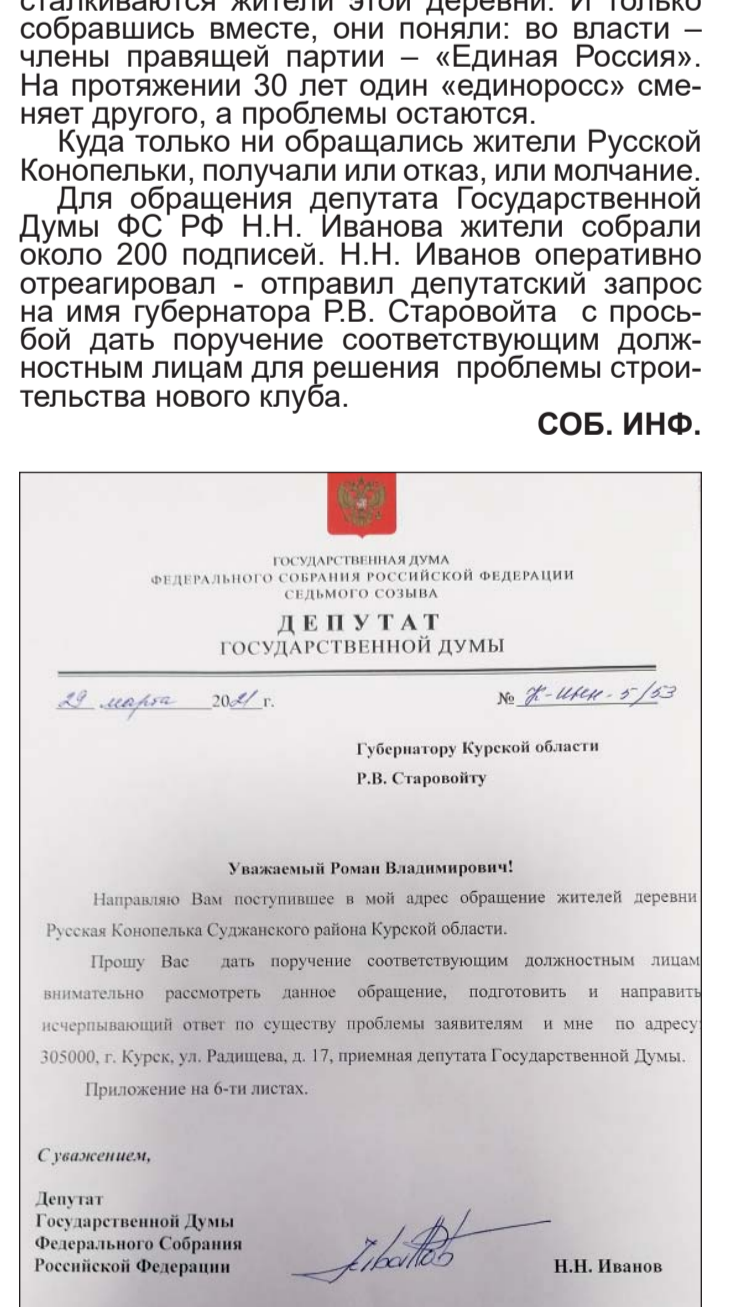 сталкиваются жители этой деревни. И только
собравшись вместе, они поняли: во власти –
члены правящей партии – «Единая Россия».
На протяжении 30 лет один «единоросс» сме-
няет другого, а проблемы остаются.
Куда только ни обращались жители Русской
Конопельки, получали или отказ, или молчание.
Для обращения депутата Государственной
Думы ФС РФ Н.Н. Иванова жители собрали
около 200 подписей. Н.Н. Иванов оперативно
отреагировал - отправил депутатский запрос
на имя губернатора Р.В. Старовойта с прось-
бой дать поручение соответствующим долж-
ностным лицам для решения проблемы строи-
тельства нового клуба.
СОБ. ИНФ.
ГОСУДАРСТВЕННАЯ ДУМА
ФЕДЕРАЛЬНОГО СОБРАНИЯ РОССИЙСКОЙ ФЕДЕРАЦИИ
СЕДЬМОГО СОЗЫВА
ДЕПУТАТ
ГОСУДАРСТВЕННОЙ ДУМЫ
29 марта 2021 г. № К-ИНН-5/53
Губернатору Курской области
Р.В. Старовойту
Уважаемый Роман Владимирович!
Направляю Вам поступившее в мой адрес обращение жителей деревни
Русская Конопелька Суджанского района Курской области.
Прошу Вас дать поручение соответствующим должностным лицам
внимательно рассмотреть данное обращение, подготовить и направить
исчерпывающий ответ по существу проблемы заявителям и мне по адресу:
305000, г. Курск, ул. Радищева, д. 17, приемная депутата Государственной Думы.
Приложение на 6-ти листах.
С уважением,
Депутат
Государственной Думы
Федерального Собрания
Российской Федерации Н.Н. Иванов